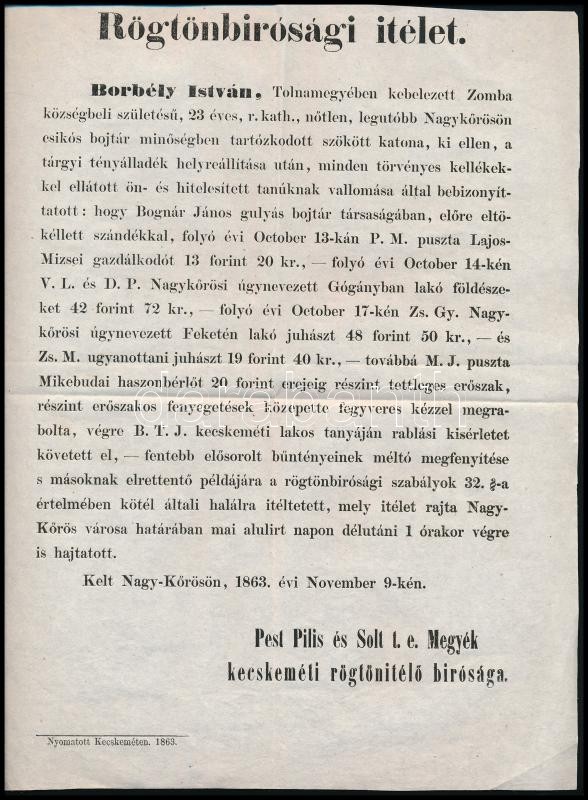 Rögtönbirósági itélet.
Borbély István, Tolnamegyében kebelezett Zomba
községbeli születésű, 23 éves, r. kath., nőtlen, legutóbb Nagykőrösön
csikós bojtár minőségben tartózkodott szökött katona, ki ellen, a
tárgyi tényálladék helyreállítása után, minden törvényes kellékek-
kel ellátott ön- és hitelesített tanúknak vallomása által bebizonyít-
tatott: hogy Bognár János gulyás bojtár társaságában, előre eltö-
kéllett szándékkal, folyó évi October 13-kán P. M. puszta Lajos-
Mizsei gazdálkodót 13 forint 20 kr., — folyó évi October 14-kén
V. L. és D. P. Nagykőrösi úgynevezett Gógányban lakó földésze-
ket 42 forint 72 kr., — folyó évi October 17-kén Zs. Gy. Nagy-
kőrösi úgynevezett Feketén lakó juhászt 48 forint 50 kr., — és
Zs. M. ugyanottani juhászt 19 forint 40 kr., — továbbá M. J. puszta
Mikebudai haszonbérlőt 20 forint erejeig részint tettleges erőszak,
részint erőszakos fenyegetések közepette fegyveres kézzel megra-
bolta, végre B. T. J. kecskeméti lakos tanyáján rablási kisérletet
követett el, — fentebb elősorolt bűntényeinek méltó megfenyítése
s másoknak elrettentő példájára a rögtönbirósági szabályok 32. §-a
értelmében kötél általi halálra itéltetett, mely itélet rajta Nagy-
Kőrös városa határában mai alulirt napon délutáni 1 órakor végre
is hajtatott.
Kelt Nagy-Kőrösön, 1863. évi November 9-kén.
Pest Pilis és Solt t. e. Megyék
kecskeméti rögtönitélő birósága.
Nyomatott Kecskeméten. 1863.
darabanth